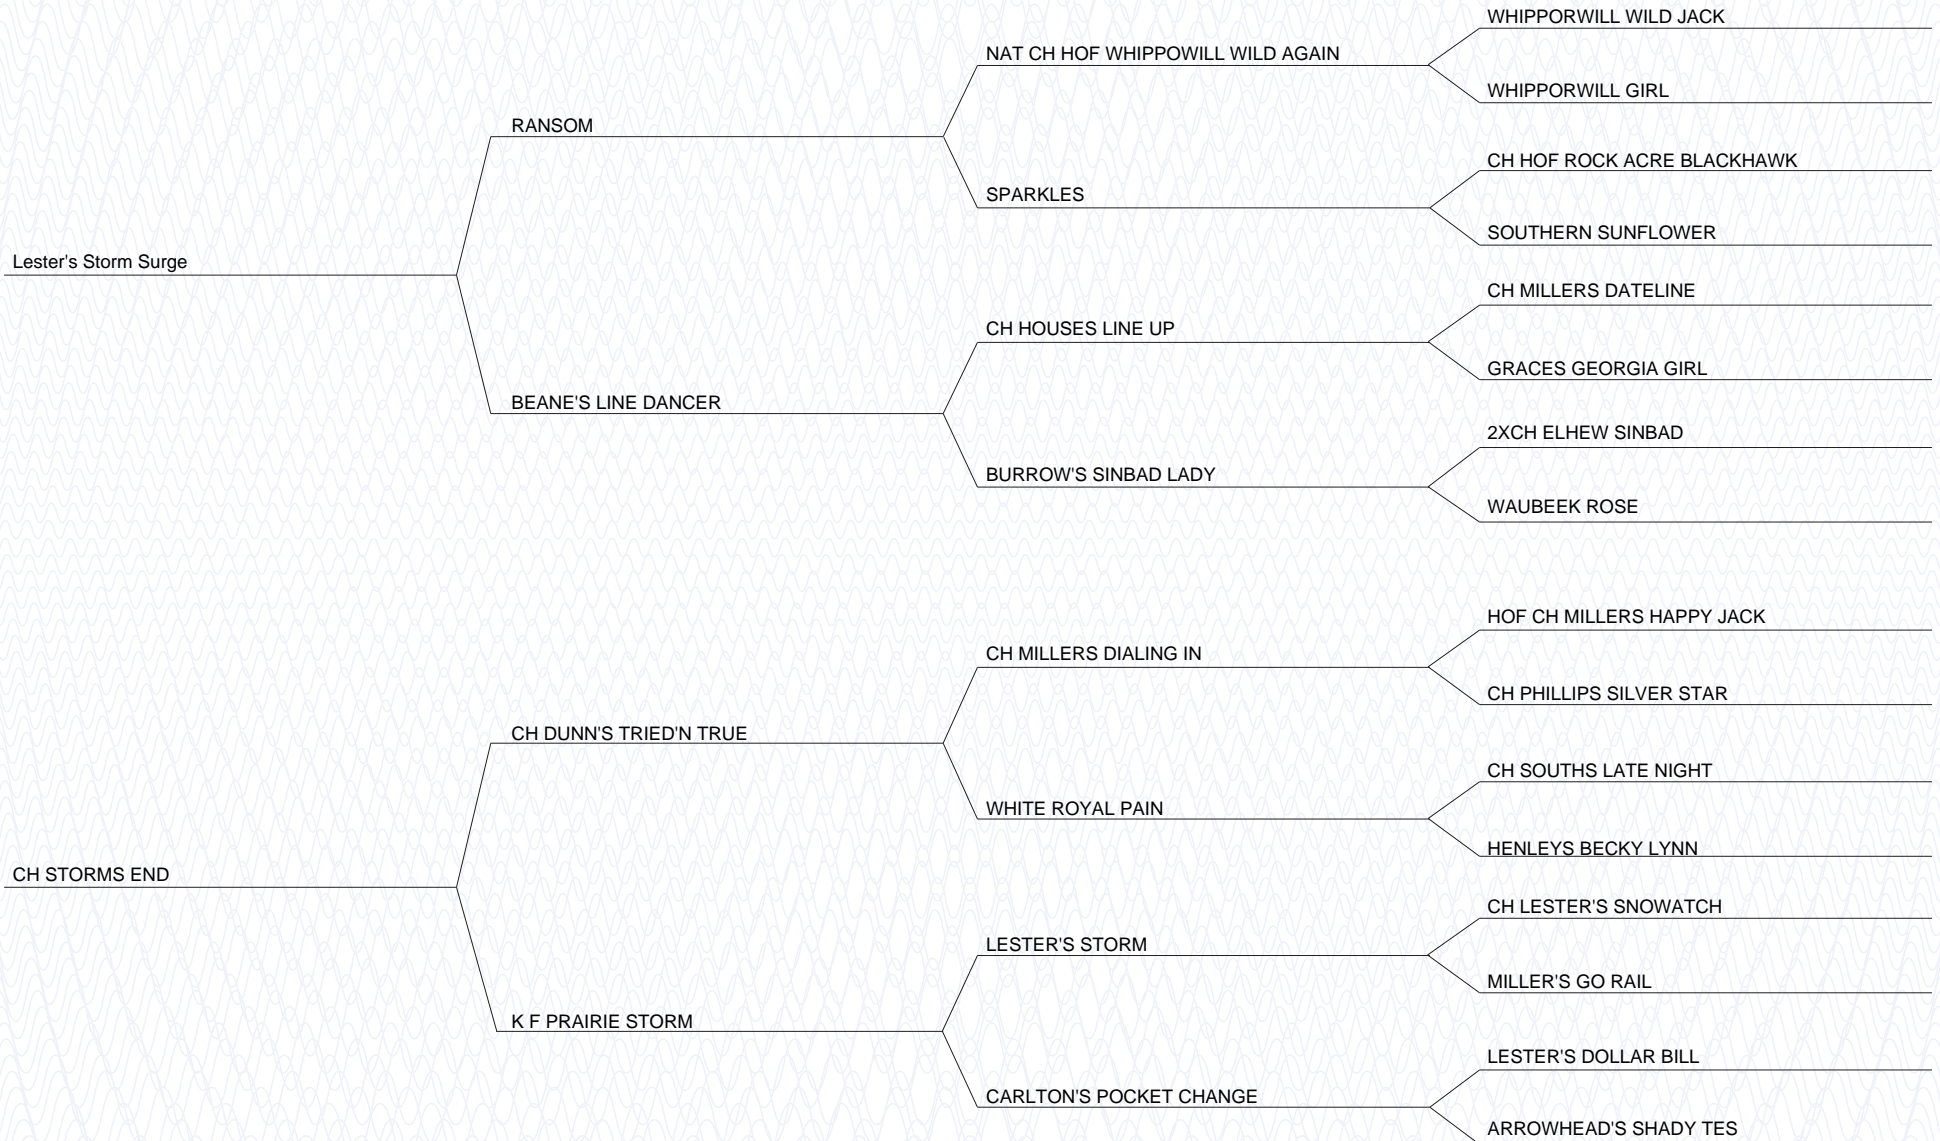 WHIPPORWILL WILD JACK
NAT CH HOF WHIPPOWILL WILD AGAIN
WHIPPORWILL GIRL
RANSOM
CH HOF ROCK ACRE BLACKHAWK
SPARKLES
SOUTHERN SUNFLOWER
Lester's Storm Surge
CH MILLERS DATELINE
CH HOUSES LINE UP
GRACES GEORGIA GIRL
BEANE'S LINE DANCER
2XCH ELHEW SINBAD
BURROW'S SINBAD LADY
WAUBEEK ROSE
HOF CH MILLERS HAPPY JACK
CH MILLERS DIALING IN
CH PHILLIPS SILVER STAR
CH DUNN'S TRIED'N TRUE
CH SOUTHS LATE NIGHT
WHITE ROYAL PAIN
HENLEYS BECKY LYNN
CH STORMS END
CH LESTER'S SNOWATCH
LESTER'S STORM
MILLER'S GO RAIL
K F PRAIRIE STORM
LESTER'S DOLLAR BILL
CARLTON'S POCKET CHANGE
ARROWHEAD'S SHADY TES